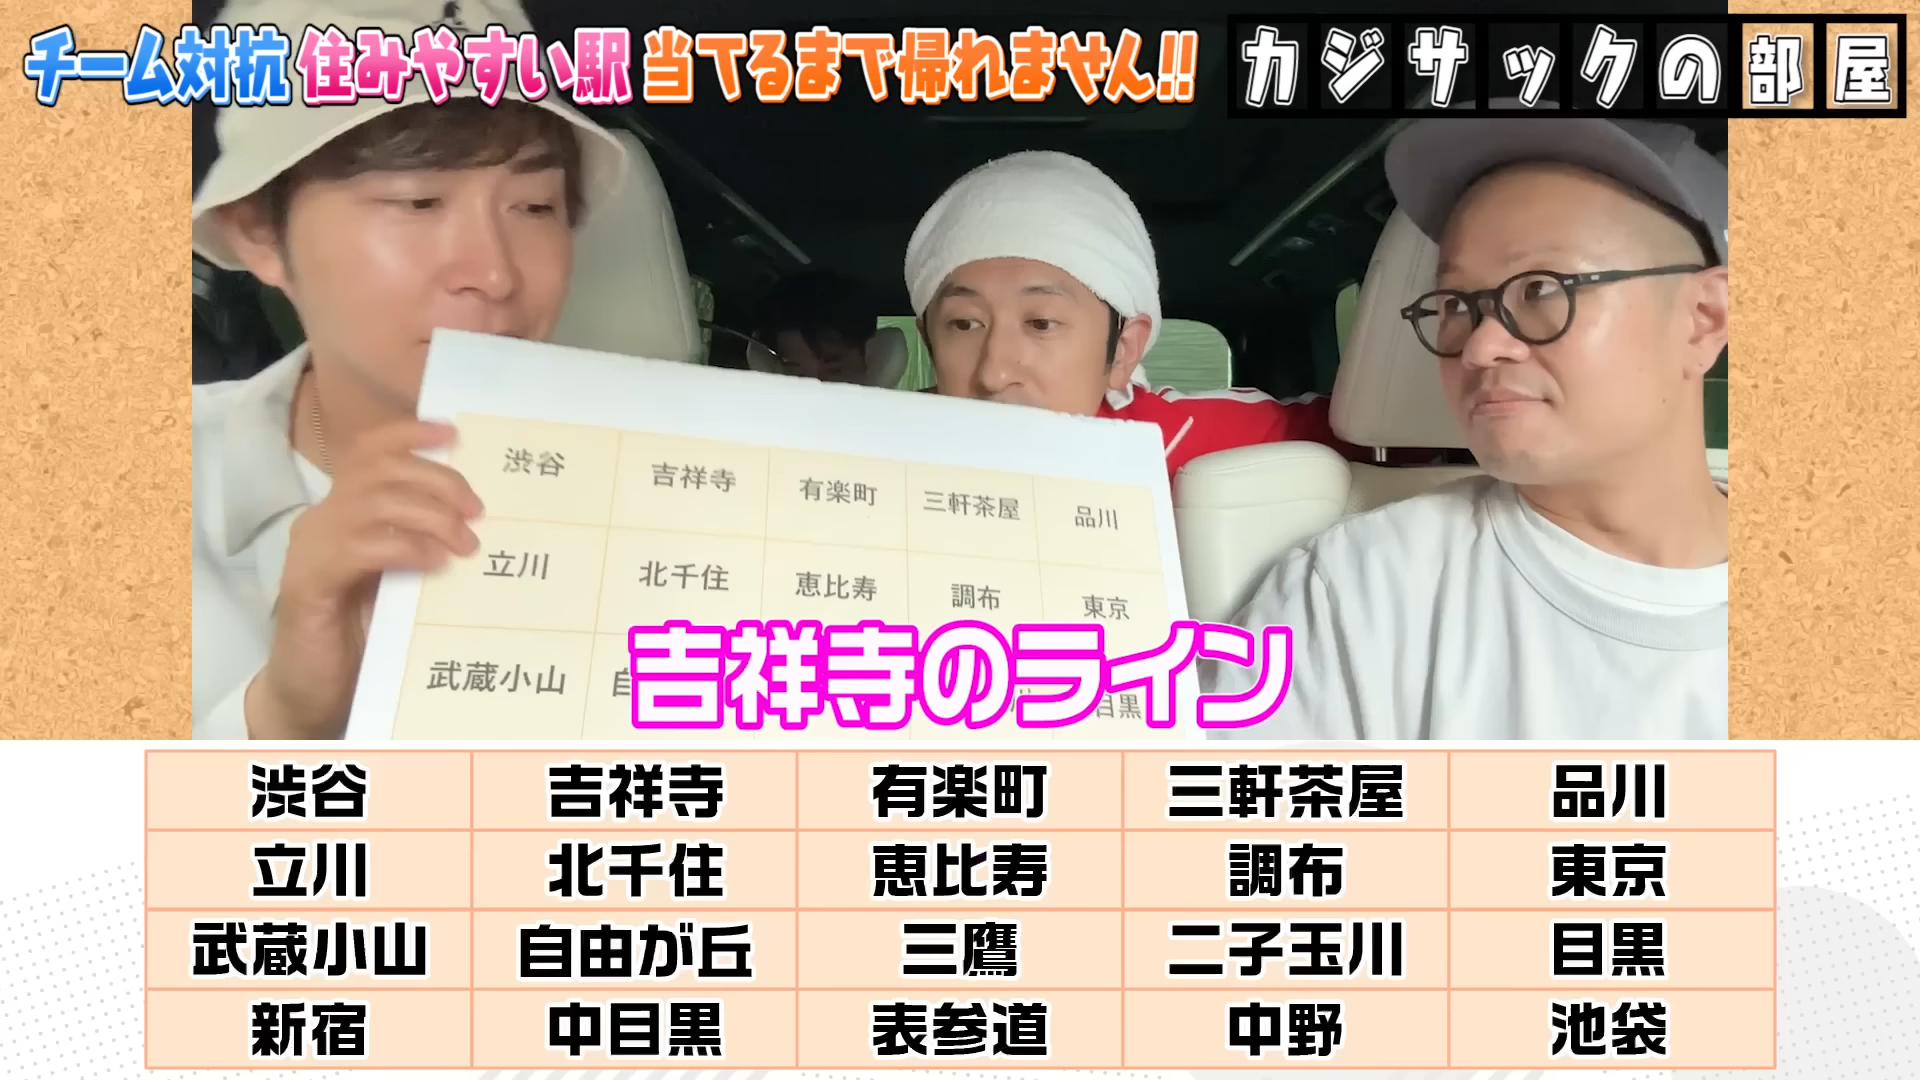 チーム対抗 住みやすい駅 当てるまで帰れません!!
カジサックの部屋
渋谷 吉祥寺 有楽町 三軒茶屋 品川
立川 北千住 恵比寿 調布 東京
武蔵小山 自 目黒
吉祥寺のライン
渋谷 吉祥寺 有楽町 三軒茶屋 品川
立川 北千住 恵比寿 調布 東京
武蔵小山 自由が丘 三鷹 二子玉川 目黒
新宿 中目黒 表参道 中野 池袋